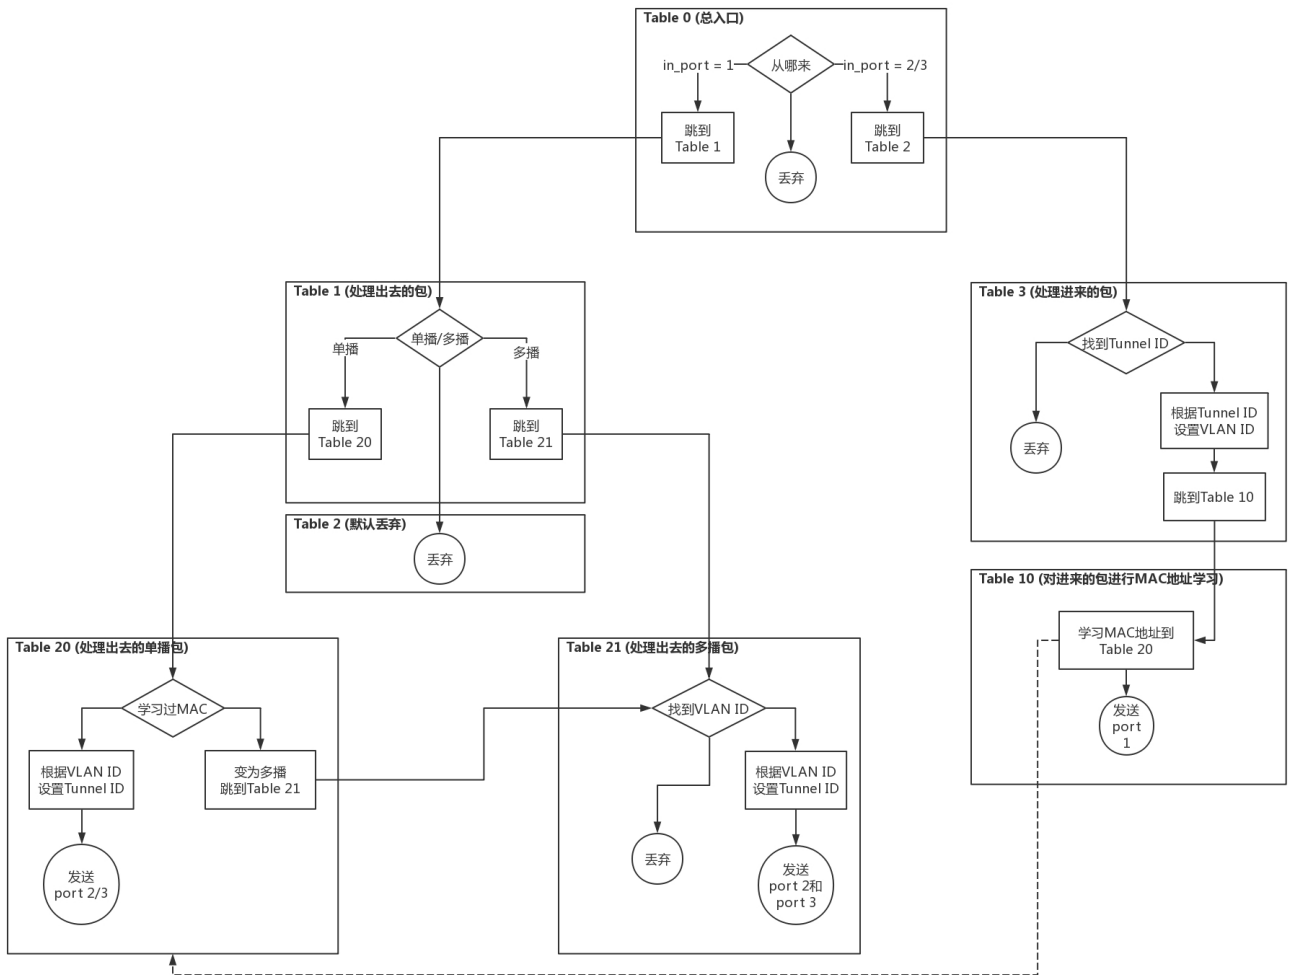 Table 0 (总入口)
in_port = 1
从哪来
in_port = 2/3
跳到
Table 1
跳到
Table 2
丢弃
Table 1 (处理出去的包)
单播/多播
单播
多播
跳到
Table 20
跳到
Table 21
Table 2 (默认丢弃)
丢弃
Table 3 (处理进来的包)
找到Tunnel ID
丢弃
根据Tunnel ID
设置VLAN ID
跳到Table 10
Table 10 (对进来的包进行MAC地址学习)
学习MAC地址到
Table 20
发送
port
1
Table 20 (处理出去的单播包)
学习过MAC
根据VLAN ID
设置Tunnel ID
变为多播
跳到Table 21
发送
port 2/3
Table 21 (处理出去的多播包)
找到VLAN ID
根据VLAN ID
设置Tunnel ID
丢弃
发送
port 2和
port 3